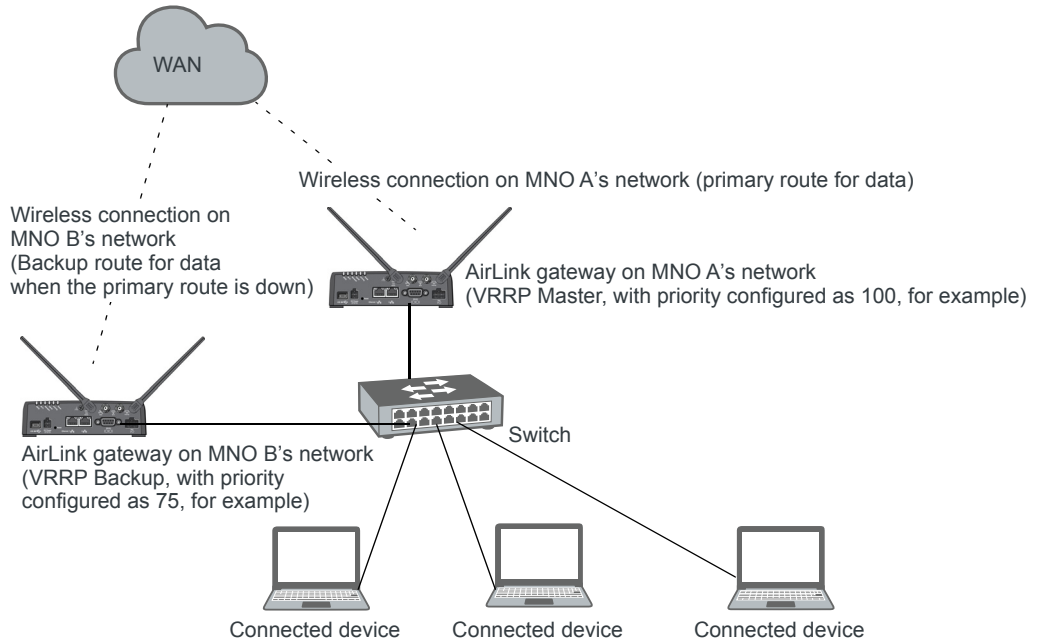 WAN
Wireless connection on MNO A's network (primary route for data)
Wireless connection on
MNO B's network
(Backup route for data
when the primary route is down)
AirLink gateway on MNO A's network
(VRRP Master, with priority configured as 100, for example)
Switch
AirLink gateway on MNO B's network
(VRRP Backup, with priority
configured as 75, for example)
Connected device
Connected device
Connected device